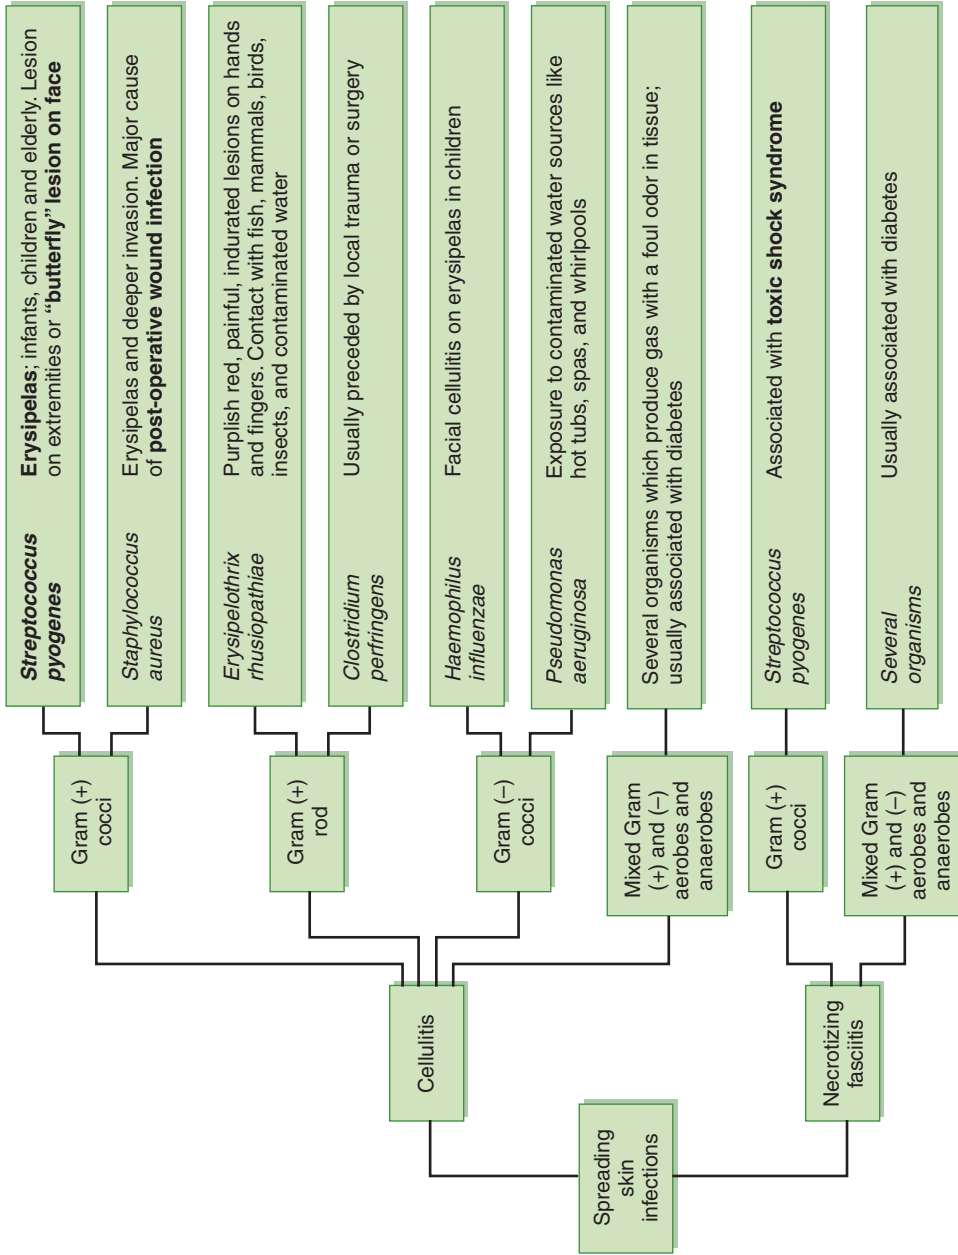 Spreading
skin
infections
Cellulitis
Gram (+)
cocci
Streptococcus
pyogenes
Erysipelas; infants, children and elderly. Lesion
on extremities or “butterfly” lesion on face
Staphylococcus
aureus
Erysipelas and deeper invasion. Major cause
of post-operative wound infection
Gram (+)
rod
Erysipelothrix
rhusiopathiae
Purplish red, painful, indurated lesions on hands
and fingers. Contact with fish, mammals, birds,
insects, and contaminated water
Clostridium
perfringens
Usually preceded by local trauma or surgery
Gram (–)
cocci
Haemophilus
influenzae
Facial cellulitis on erysipelas in children
Pseudomonas
aeruginosa
Exposure to contaminated water sources like
hot tubs, spas, and whirlpools
Mixed Gram
(+) and (–)
aerobes and
anaerobes
Several organisms which produce gas with a foul odor in tissue;
usually associated with diabetes
Necrotizing
fasciitis
Gram (+)
cocci
Streptococcus
pyogenes
Associated with toxic shock syndrome
Mixed Gram
(+) and (–)
aerobes and
anaerobes
Several
organisms
Usually associated with diabetes